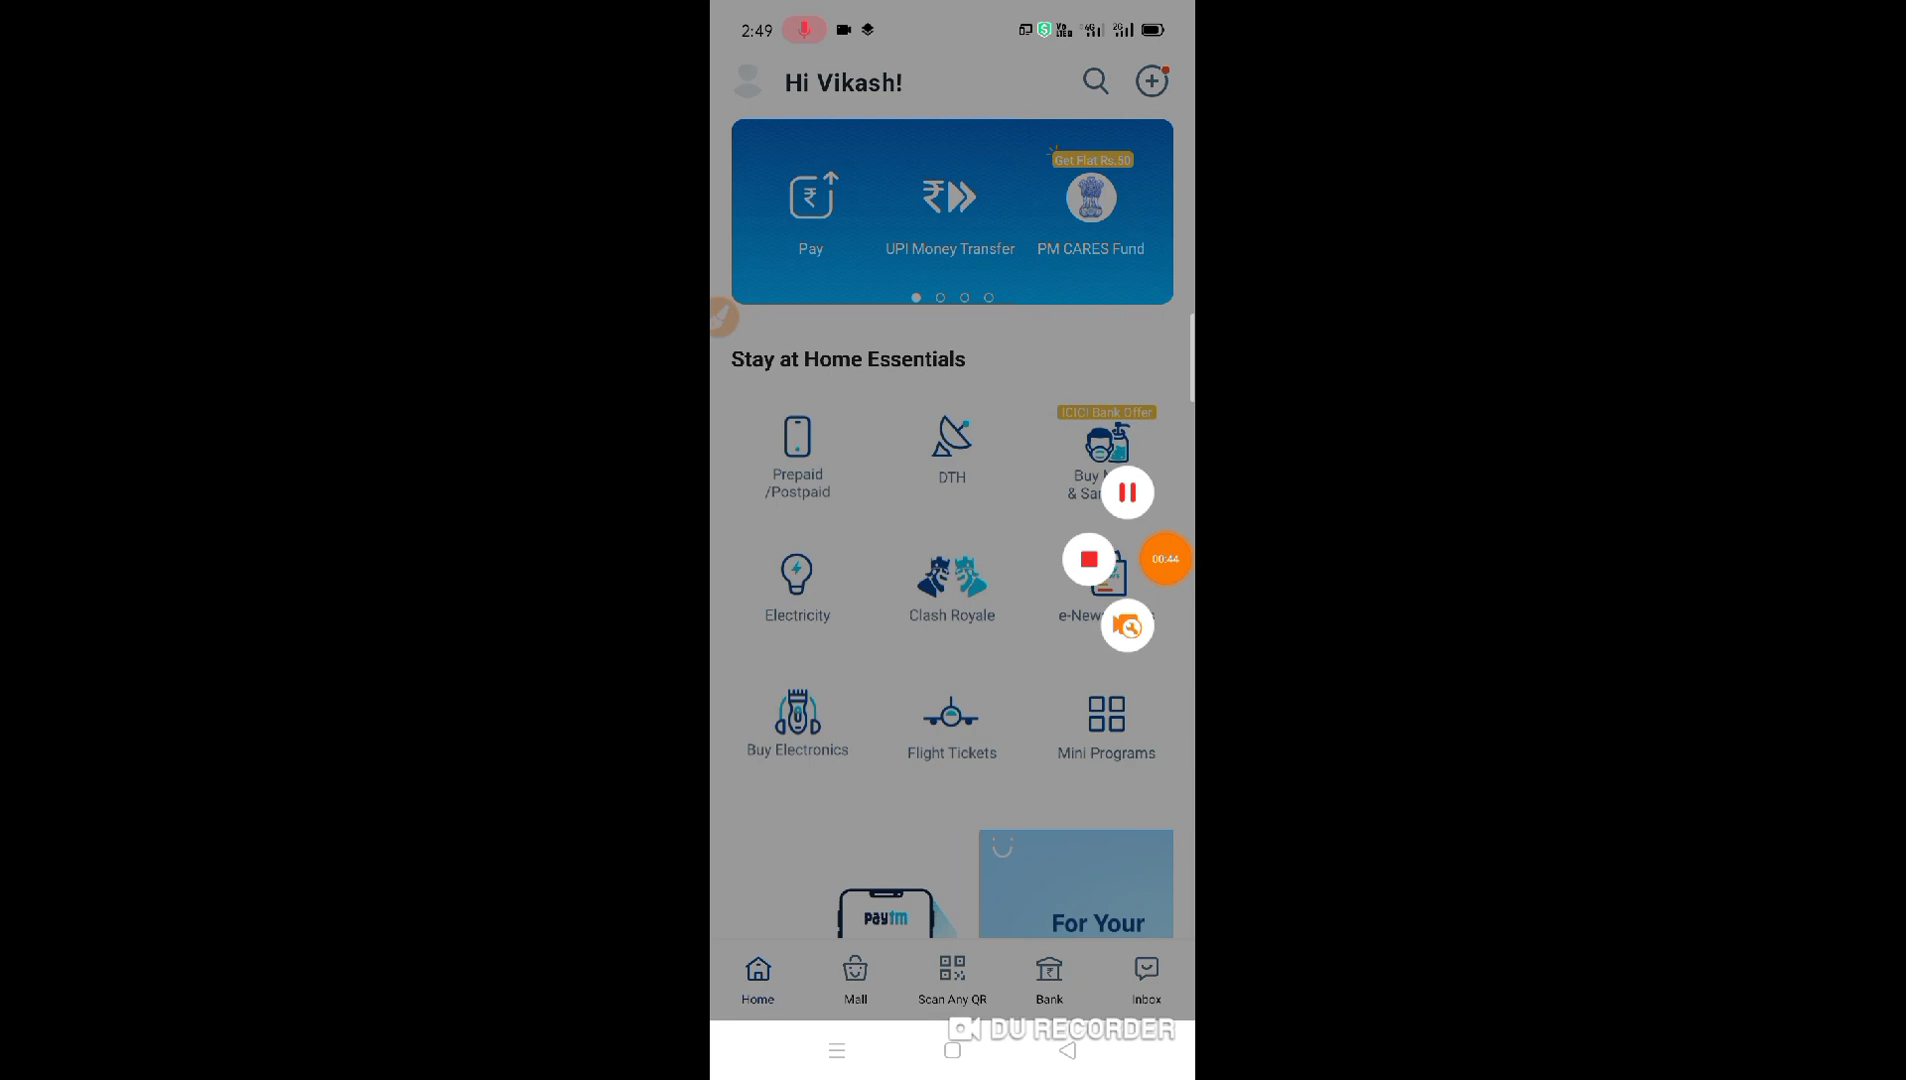 2:49
Hi Vikash!
Get Flat Rs.50
Pay
UPI Money Transfer
PM CARES Fund
Stay at Home Essentials
ICICI Bank Offer
Prepaid
/Postpaid
DTH
Buy
&
00:44
Electricity
Clash Royale
Buy Electronics
Flight Tickets
Mini Programs
paytm
For Your
Home
Mall
Scan Any QR
Bank
Inbox
DU RECORDER